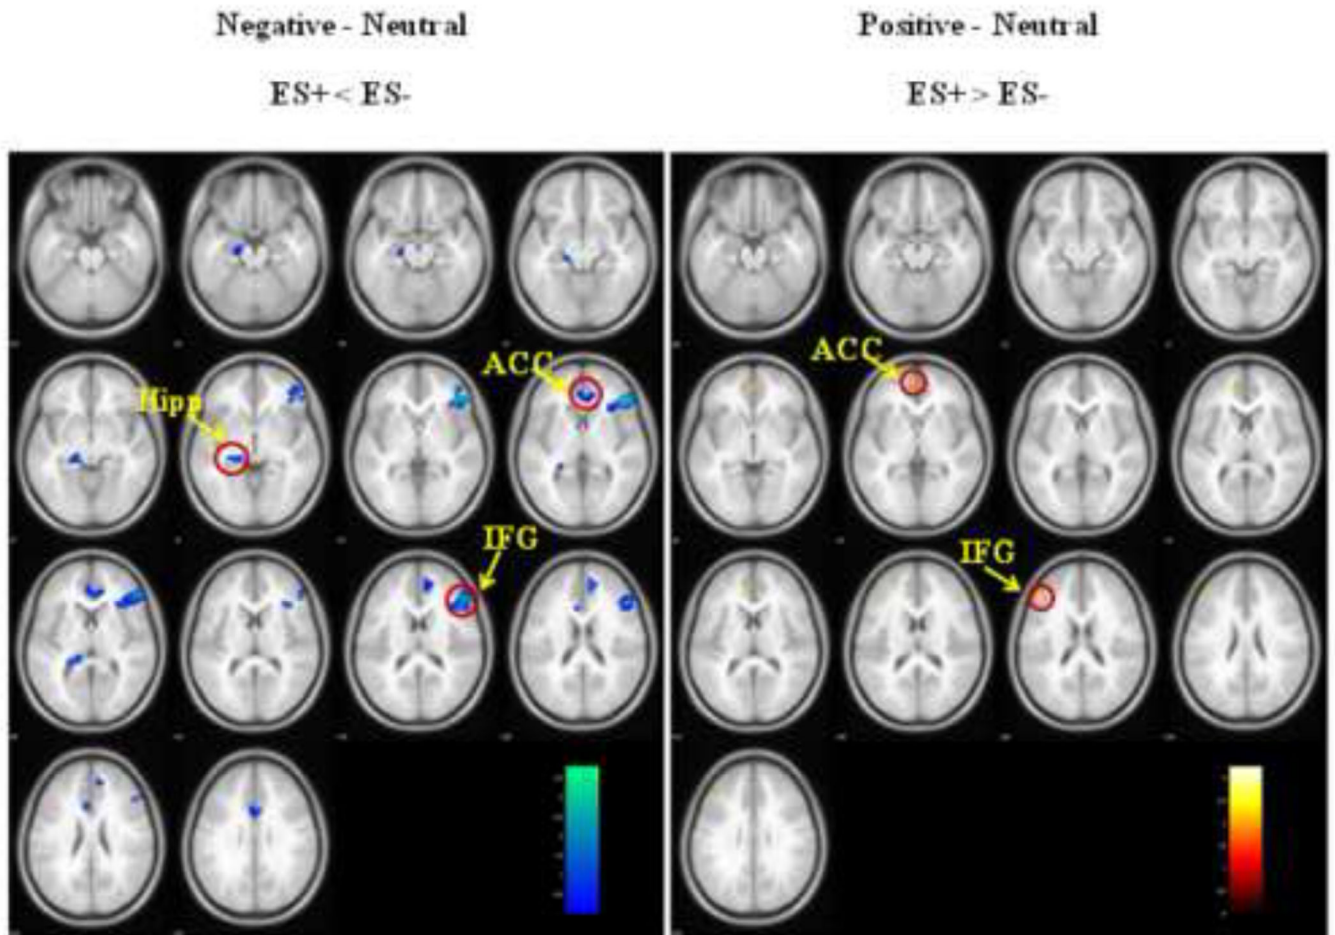 Negative - Neutral
ES+ < ES-
Positive - Neutral
ES+ > ES-
ACC
Hipp
IFG
ACC
IFG